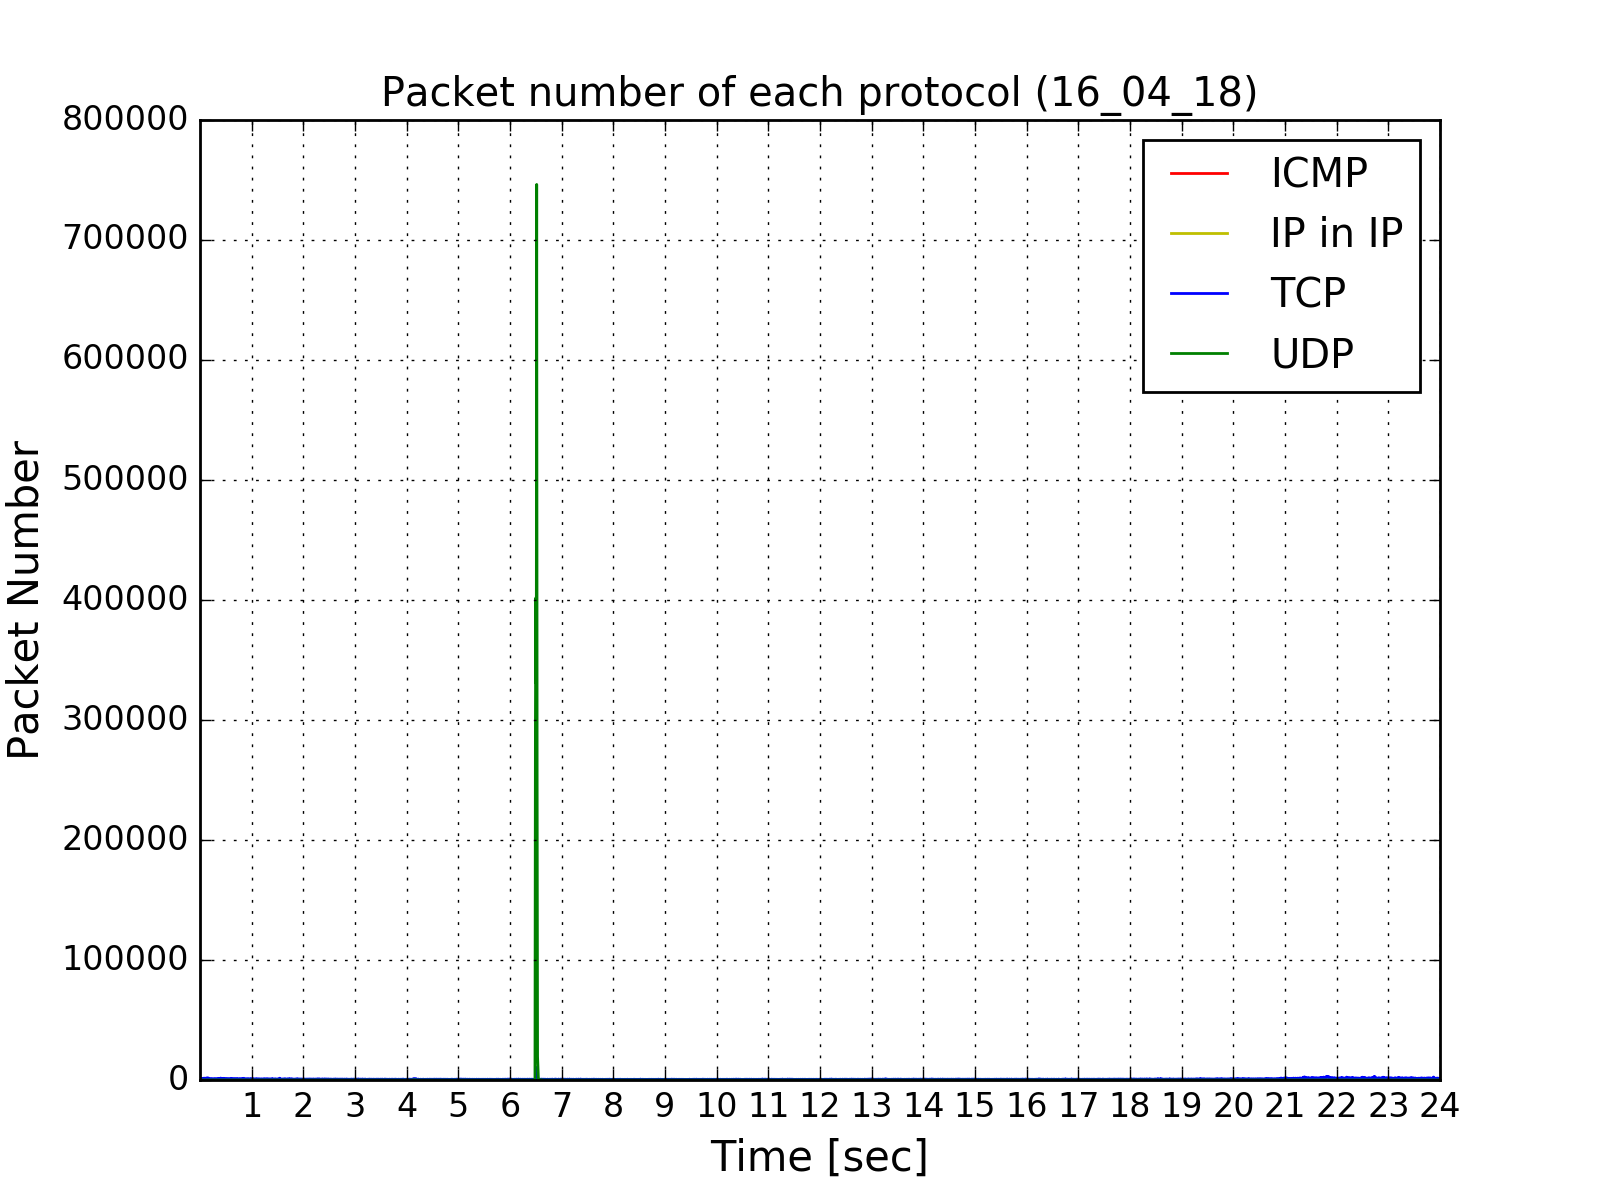 Packet number of each protocol (16_04_18)
800000
700000
600000
500000
400000
300000
200000
100000
0
Packet Number
ICMP
IP in IP
TCP
UDP
1 2 3 4 5 6 7 8 9 10 11 12 13 14 15 16 17 18 19 20 21 22 23 24
Time [sec]